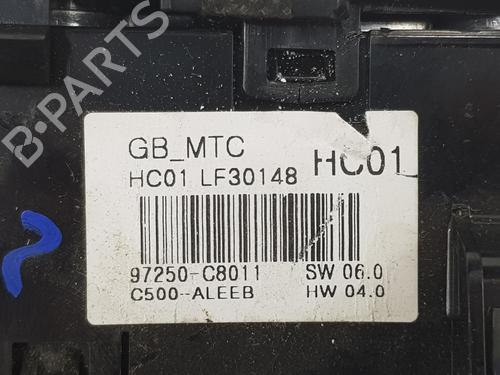 GB_MTC
HC01 LF30148
HC01
97250-C8011 SW 06.0
C500-ALEEB HW 04.0
B-PARTS